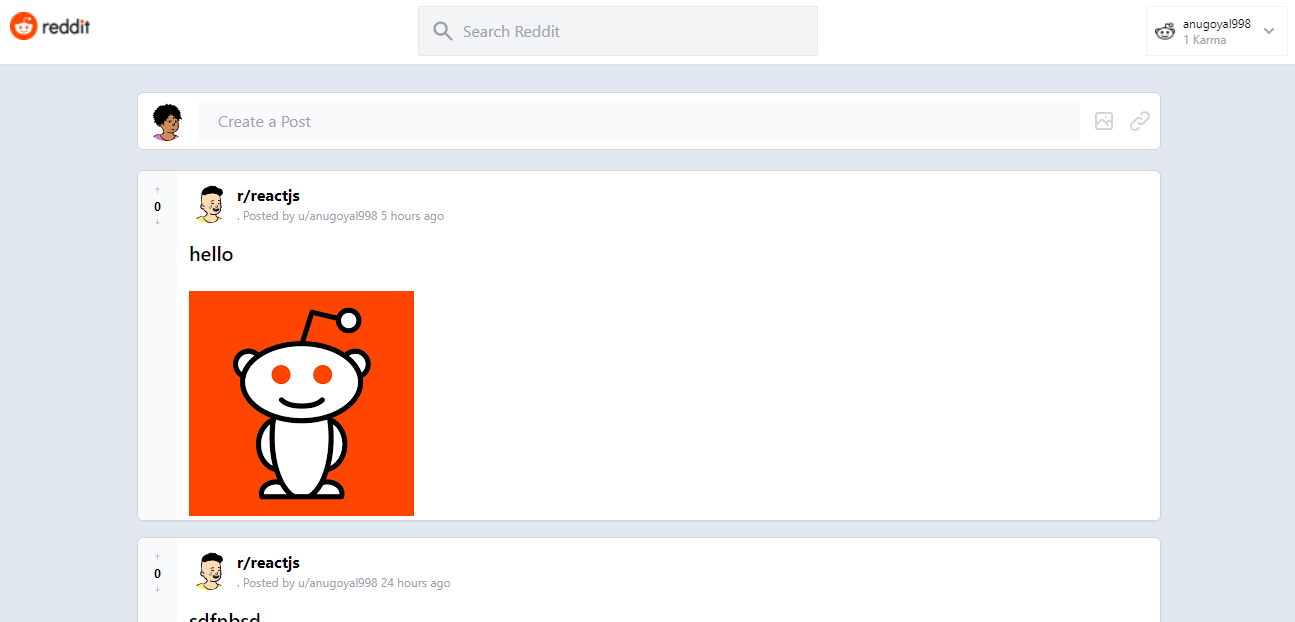 reddit
Search Reddit
anugoyal998
1 Karma
Create a Post
0
r/reactjs
. Posted by u/anugoyal998 5 hours ago
hello
0
r/reactjs
. Posted by u/anugoyal998 24 hours ago
sdfnbsd